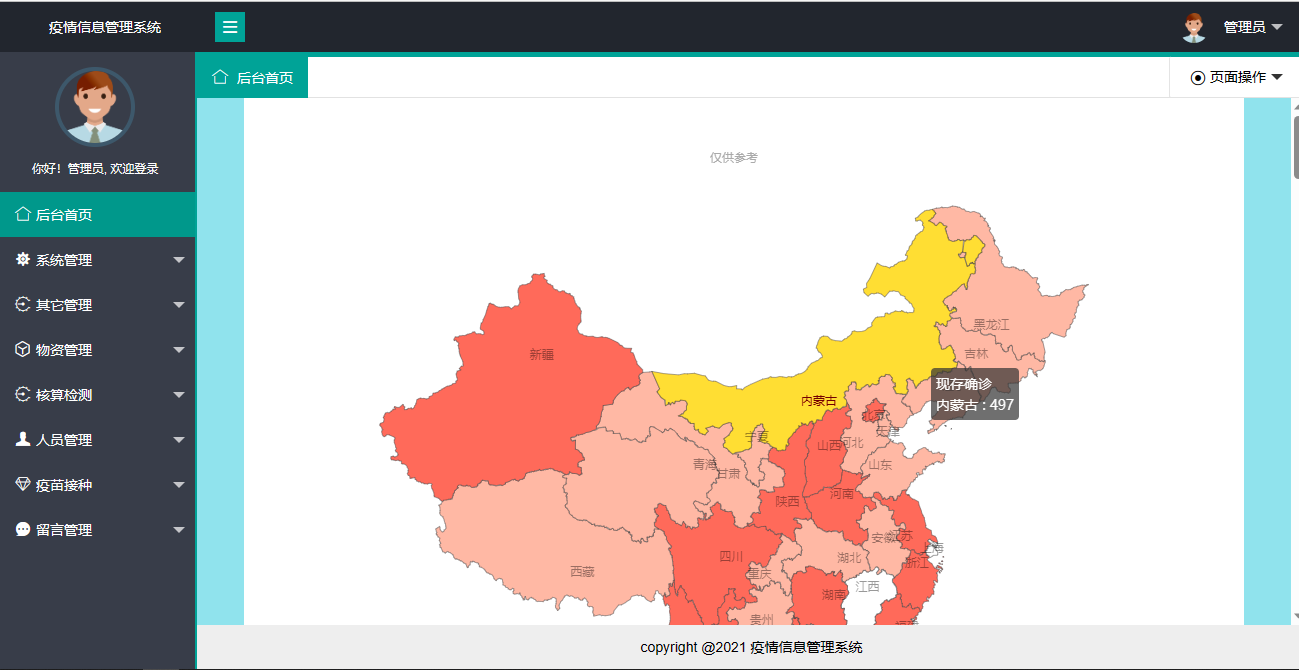 疫情信息管理系统
管理员
后台首页
页面操作
你好！管理员, 欢迎登录
后台首页
系统管理
其它管理
物资管理
核算检测
人员管理
疫苗接种
留言管理
仅供参考
黑龙江
吉林
新疆
现存确诊
内蒙古 : 497
内蒙古
北京
天津
宁夏
山西
河北
青海
甘肃
山东
陕西
河南
安徽
江苏
上海
四川
湖北
浙江
重庆
西藏
江西
湖南
贵州
福建
copyright @2021 疫情信息管理系统